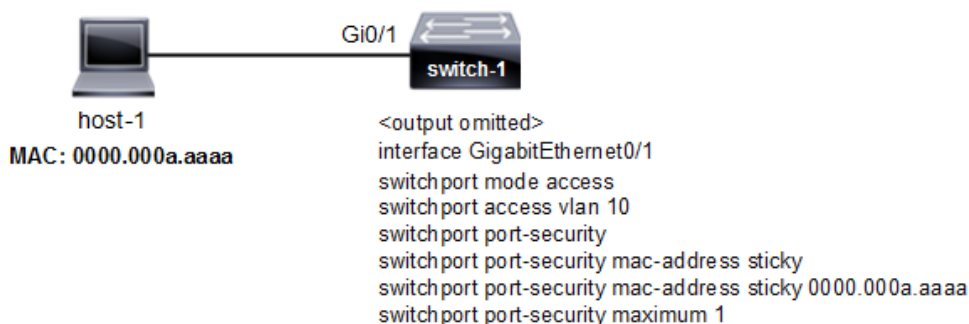 Gi0/1
switch-1
host-1
MAC: 0000.000a.aaaa
<output omitted>
interface GigabitEthernet0/1
switchport mode access
switchport access vlan 10
switchport port-security
switchport port-security mac-address sticky
switchport port-security mac-address sticky 0000.000a.aaaa
switchport port-security maximum 1